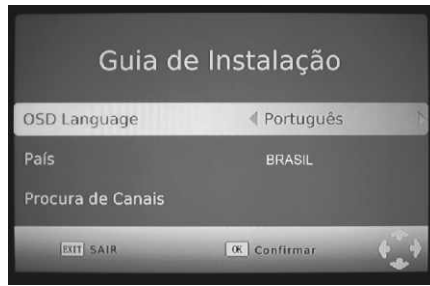 Guia de Instalação
OSD Language Português
País BRASIL
Procura de Canais
EXIT SAIR OK Confirmar